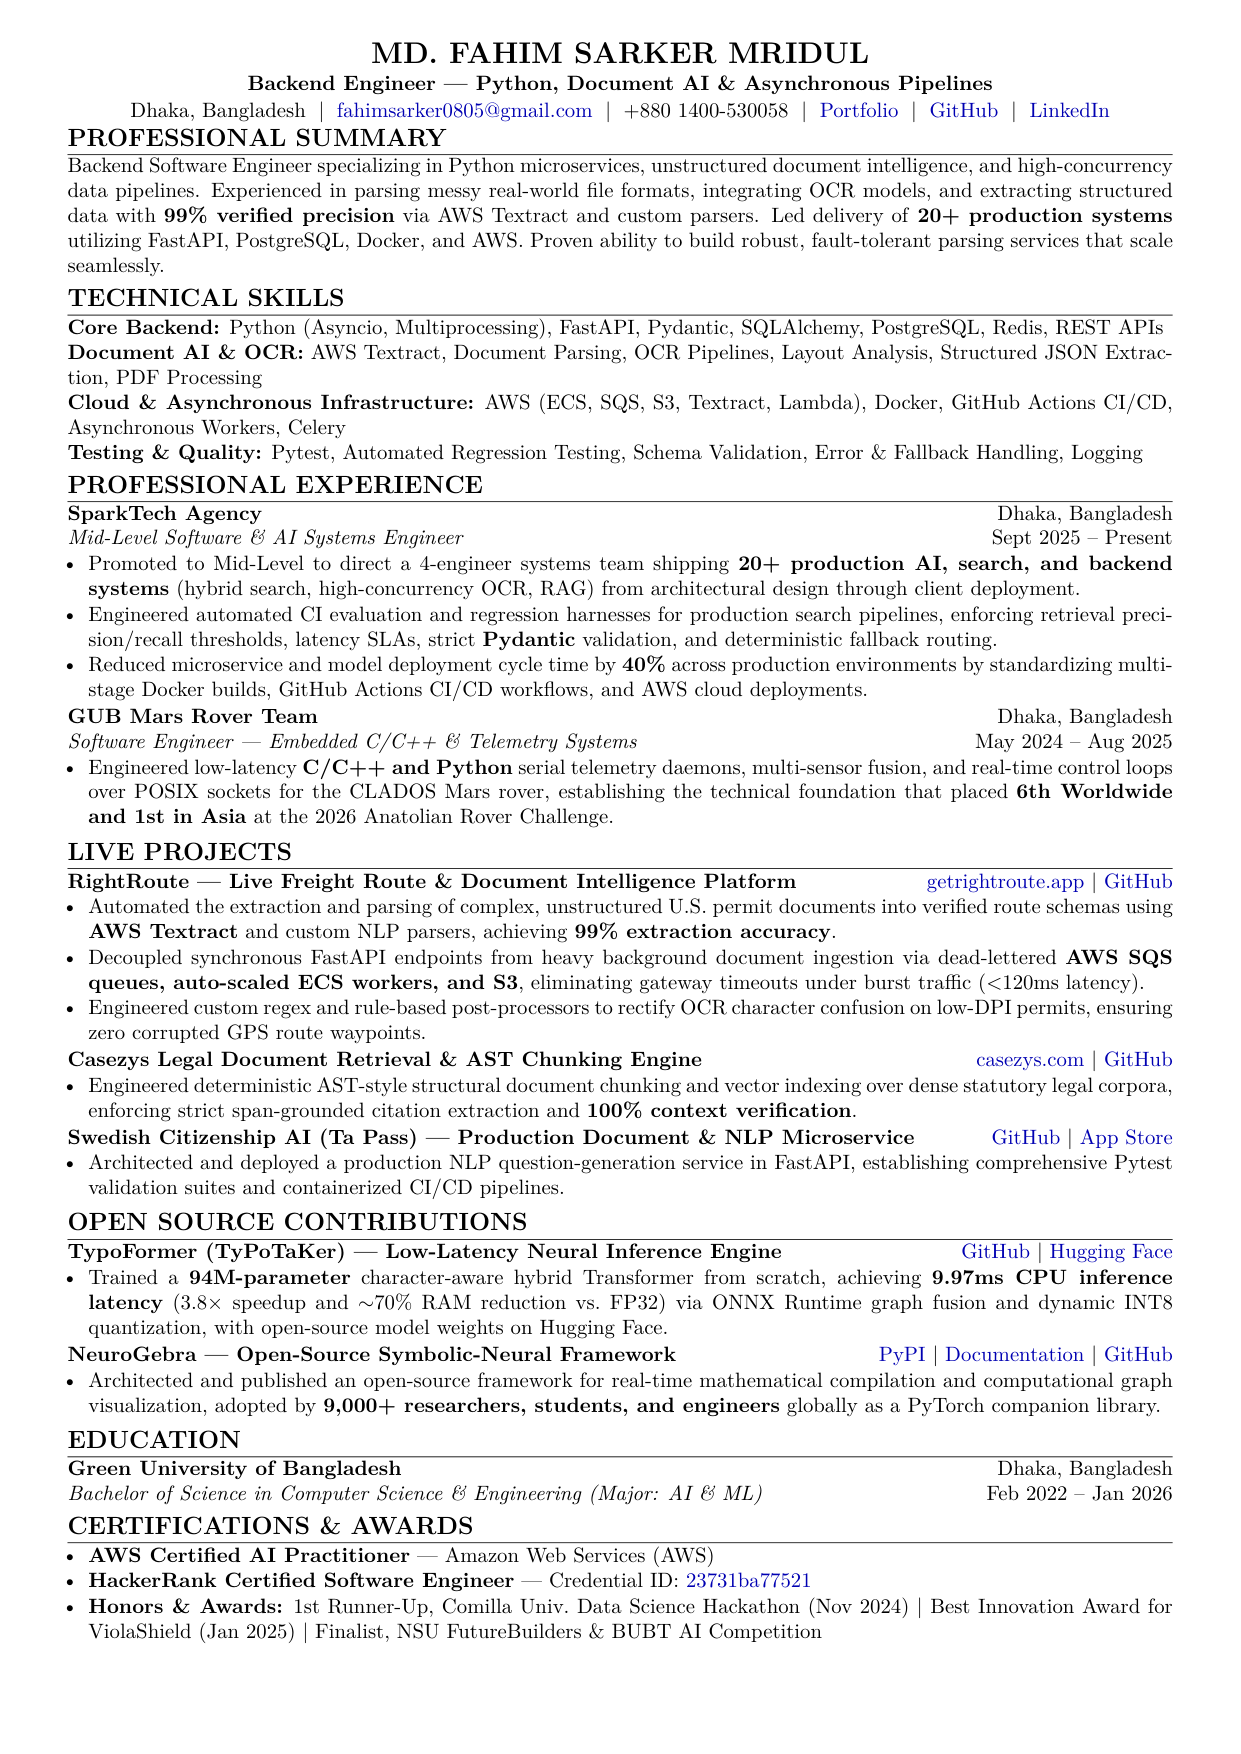 MD. FAHIM SARKER MRIDUL
Backend Engineer — Python, Document AI & Asynchronous Pipelines
Dhaka, Bangladesh | fahimsarker0805@gmail.com | +880 1400-530058 | Portfolio | GitHub | LinkedIn
PROFESSIONAL SUMMARY
Backend Software Engineer specializing in Python microservices, unstructured document intelligence, and high-concurrency
data pipelines. Experienced in parsing messy real-world file formats, integrating OCR models, and extracting structured
data with 99% verified precision via AWS Textract and custom parsers. Led delivery of 20+ production systems
utilizing FastAPI, PostgreSQL, Docker, and AWS. Proven ability to build robust, fault-tolerant parsing services that scale
seamlessly.
TECHNICAL SKILLS
Core Backend: Python (Asyncio, Multiprocessing), FastAPI, Pydantic, SQLAlchemy, PostgreSQL, Redis, REST APIs
Document AI & OCR: AWS Textract, Document Parsing, OCR Pipelines, Layout Analysis, Structured JSON Extrac-
tion, PDF Processing
Cloud & Asynchronous Infrastructure: AWS (ECS, SQS, S3, Textract, Lambda), Docker, GitHub Actions CI/CD,
Asynchronous Workers, Celery
Testing & Quality: Pytest, Automated Regression Testing, Schema Validation, Error & Fallback Handling, Logging
PROFESSIONAL EXPERIENCE
SparkTech Agency Dhaka, Bangladesh
Mid-Level Software & AI Systems Engineer Sept 2025 – Present
• Promoted to Mid-Level to direct a 4-engineer systems team shipping 20+ production AI, search, and backend
systems (hybrid search, high-concurrency OCR, RAG) from architectural design through client deployment.
• Engineered automated CI evaluation and regression harnesses for production search pipelines, enforcing retrieval preci-
sion/recall thresholds, latency SLAs, strict Pydantic validation, and deterministic fallback routing.
• Reduced microservice and model deployment cycle time by 40% across production environments by standardizing multi-
stage Docker builds, GitHub Actions CI/CD workflows, and AWS cloud deployments.
GUB Mars Rover Team Dhaka, Bangladesh
Software Engineer — Embedded C/C++ & Telemetry Systems May 2024 – Aug 2025
• Engineered low-latency C/C++ and Python serial telemetry daemons, multi-sensor fusion, and real-time control loops
over POSIX sockets for the CLADOS Mars rover, establishing the technical foundation that placed 6th Worldwide
and 1st in Asia at the 2026 Anatolian Rover Challenge.
LIVE PROJECTS
RightRoute — Live Freight Route & Document Intelligence Platform getrightroute.app | GitHub
• Automated the extraction and parsing of complex, unstructured U.S. permit documents into verified route schemas using
AWS Textract and custom NLP parsers, achieving 99% extraction accuracy.
• Decoupled synchronous FastAPI endpoints from heavy background document ingestion via dead-lettered AWS SQS
queues, auto-scaled ECS workers, and S3, eliminating gateway timeouts under burst traffic (<120ms latency).
• Engineered custom regex and rule-based post-processors to rectify OCR character confusion on low-DPI permits, ensuring
zero corrupted GPS route waypoints.
Casezys Legal Document Retrieval & AST Chunking Engine casezys.com | GitHub
• Engineered deterministic AST-style structural document chunking and vector indexing over dense statutory legal corpora,
enforcing strict span-grounded citation extraction and 100% context verification.
Swedish Citizenship AI (Ta Pass) — Production Document & NLP Microservice GitHub | App Store
• Architected and deployed a production NLP question-generation service in FastAPI, establishing comprehensive Pytest
validation suites and containerized CI/CD pipelines.
OPEN SOURCE CONTRIBUTIONS
TypoFormer (TyPoTaKer) — Low-Latency Neural Inference Engine GitHub | Hugging Face
• Trained a 94M-parameter character-aware hybrid Transformer from scratch, achieving 9.97ms CPU inference
latency (3.8× speedup and ∼70% RAM reduction vs. FP32) via ONNX Runtime graph fusion and dynamic INT8
quantization, with open-source model weights on Hugging Face.
NeuroGebra — Open-Source Symbolic-Neural Framework PyPI | Documentation | GitHub
• Architected and published an open-source framework for real-time mathematical compilation and computational graph
visualization, adopted by 9,000+ researchers, students, and engineers globally as a PyTorch companion library.
EDUCATION
Green University of Bangladesh Dhaka, Bangladesh
Bachelor of Science in Computer Science & Engineering (Major: AI & ML) Feb 2022 – Jan 2026
CERTIFICATIONS & AWARDS
• AWS Certified AI Practitioner — Amazon Web Services (AWS)
• HackerRank Certified Software Engineer — Credential ID: 23731ba77521
• Honors & Awards: 1st Runner-Up, Comilla Univ. Data Science Hackathon (Nov 2024) | Best Innovation Award for
ViolaShield (Jan 2025) | Finalist, NSU FutureBuilders & BUBT AI Competition